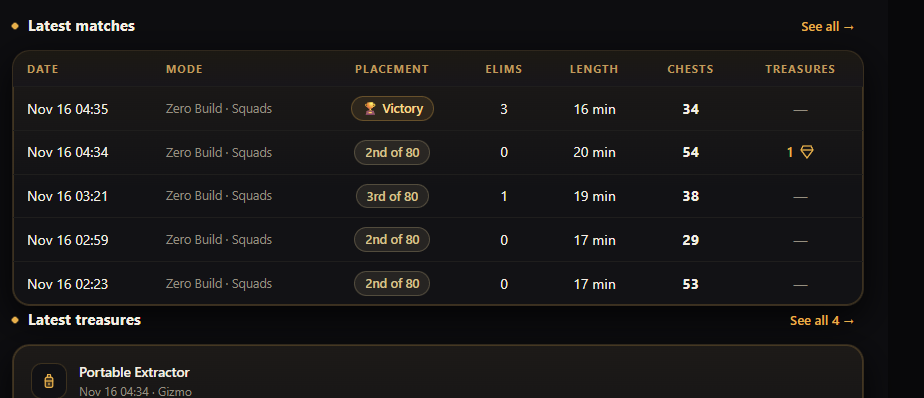 Latest matches See all →
DATE MODE PLACEMENT ELIMS LENGTH CHESTS TREASURES
Nov 16 04:35 Zero Build · Squads 🏆 Victory 3 16 min 34 —
Nov 16 04:34 Zero Build · Squads 2nd of 80 0 20 min 54 1
Nov 16 03:21 Zero Build · Squads 3rd of 80 1 19 min 38 —
Nov 16 02:59 Zero Build · Squads 2nd of 80 0 17 min 29 —
Nov 16 02:23 Zero Build · Squads 2nd of 80 0 17 min 53 —
Latest treasures See all 4 →
Portable Extractor
Nov 16 04:34 · Gizmo